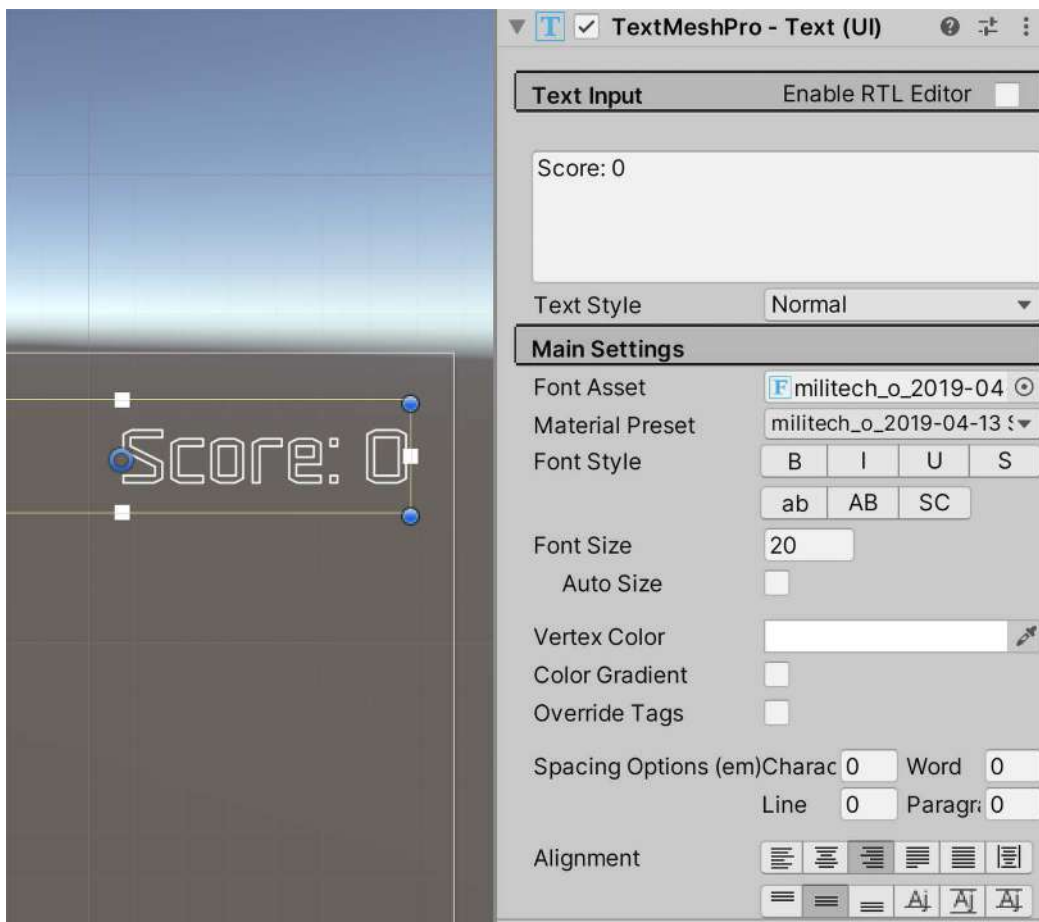 TextMeshPro - Text (UI)
Text Input Enable RTL Editor
Score: 0
Text Style Normal
Main Settings
Font Asset F militech_o_2019-04
Material Preset militech_o_2019-04-13 S
Font Style B I U S
ab AB SC
Font Size 20
Auto Size
Vertex Color
Color Gradient
Override Tags
Spacing Options (em) Charac 0 Word 0
Line 0 Paragra 0
Alignment
Score: 0